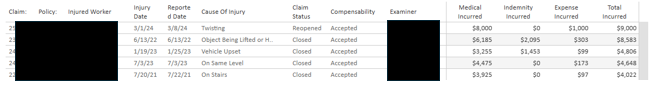 Claim: Policy: Injured Worker Injury Date Reported Date Cause Of Injury Claim Status Compensability Examiner Medical Incurred Indemnity Incurred Expense Incurred Total Incurred
25 3/1/24 3/8/24 Twisting Reopened Accepted $8,000 $0 $1,000 $9,000
24 6/15/22 6/15/22 Object Being Lifted or H... Closed Accepted $6,185 $2,095 $303 $8,583
24 1/19/23 1/25/23 Vehicle Upset Closed Accepted $3,255 $1,453 $99 $4,806
24 7/3/23 7/3/23 On Same Level Closed Accepted $4,475 $0 $173 $4,648
22 7/20/21 7/22/21 On Stairs Closed Accepted $3,925 $0 $97 $4,022